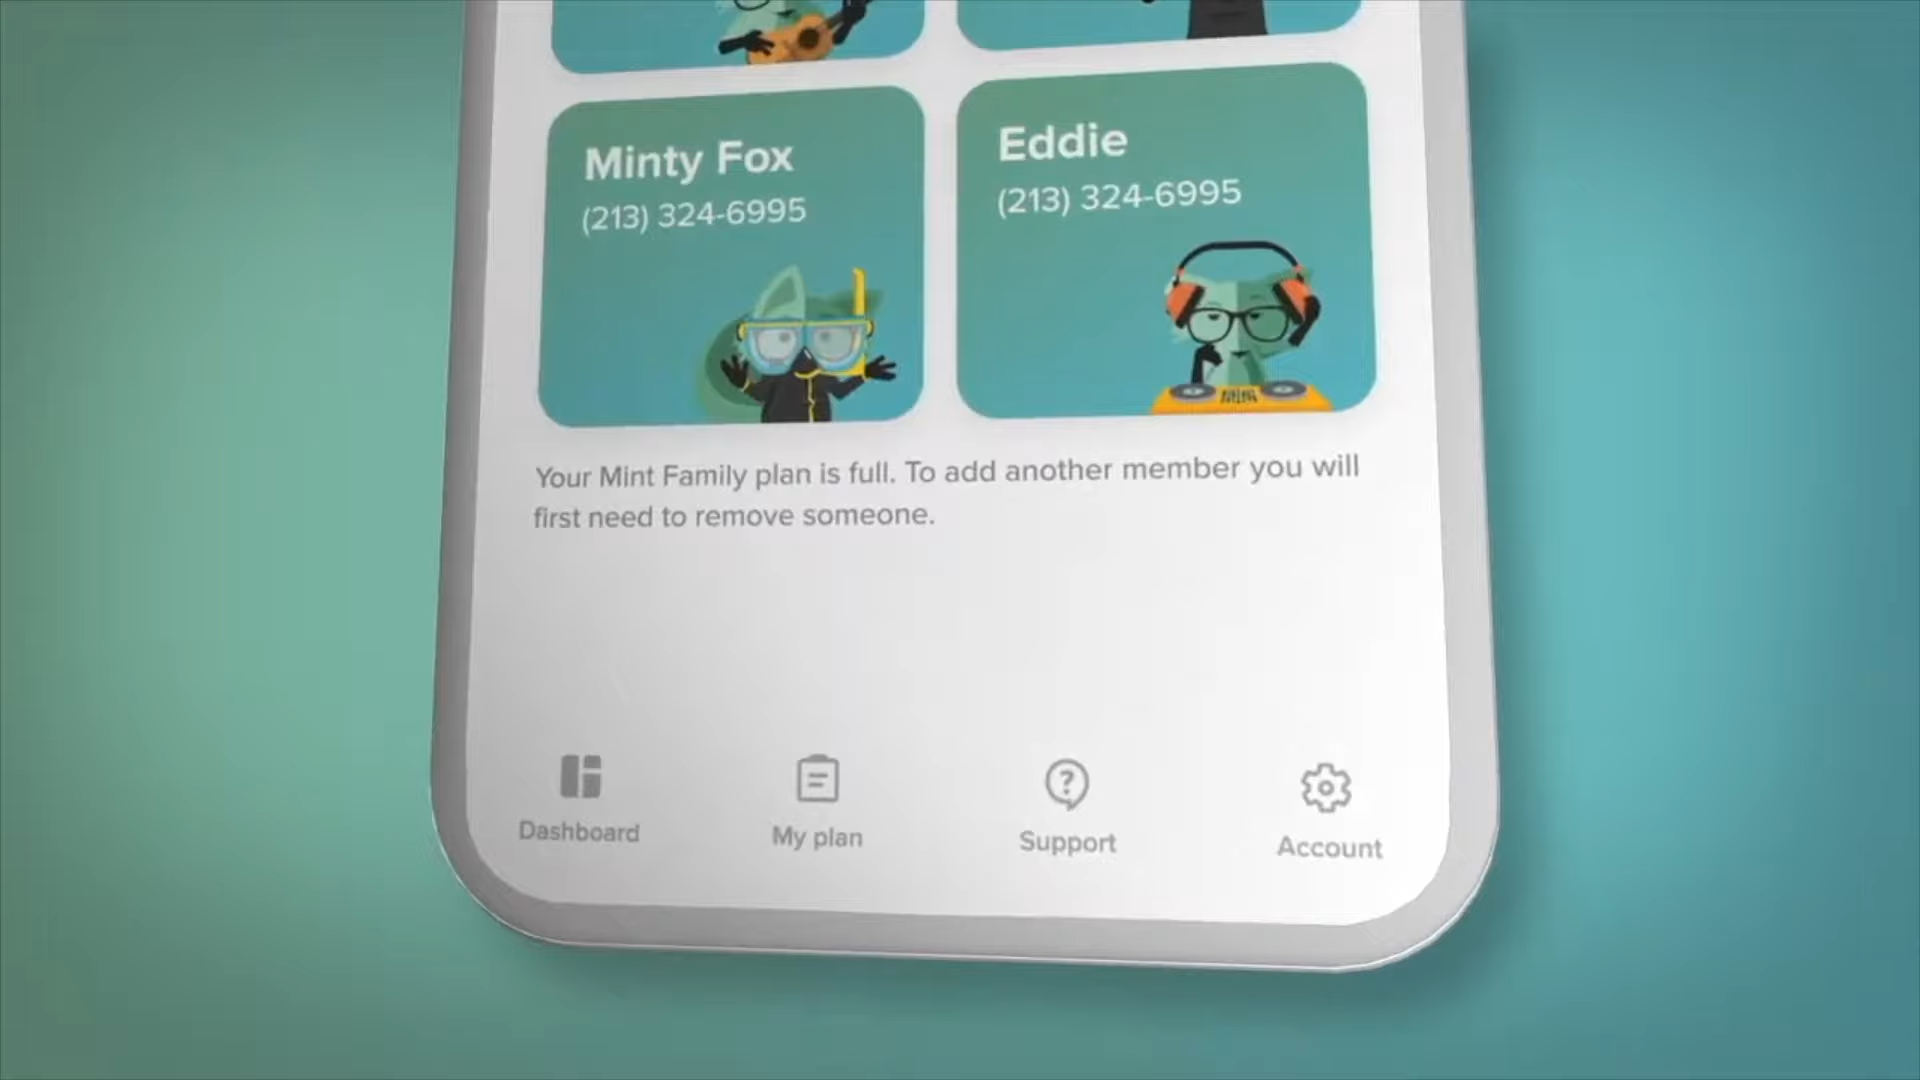 Minty Fox
(213) 324-6995
Eddie
(213) 324-6995
Your Mint Family plan is full. To add another member you will
first need to remove someone.
Dashboard
My plan
Support
Account